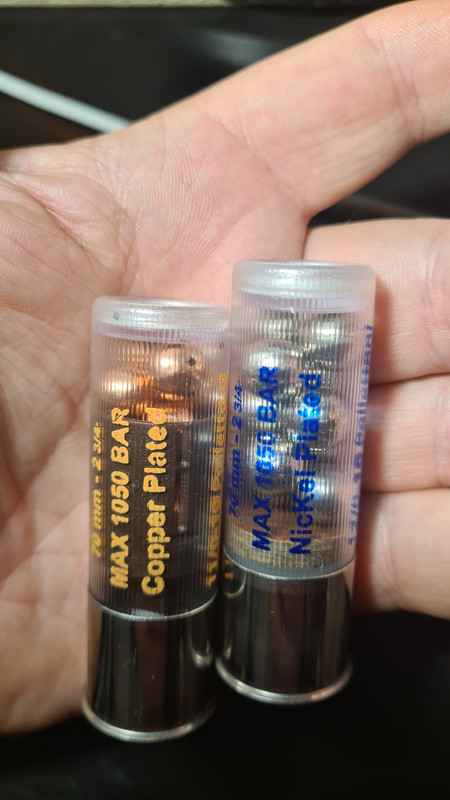 70 mm - 2 3/4
MAX 1050 BAR
Copper Plated
70 mm - 2 3/4
MAX 1050 BAR
Nickel Plated